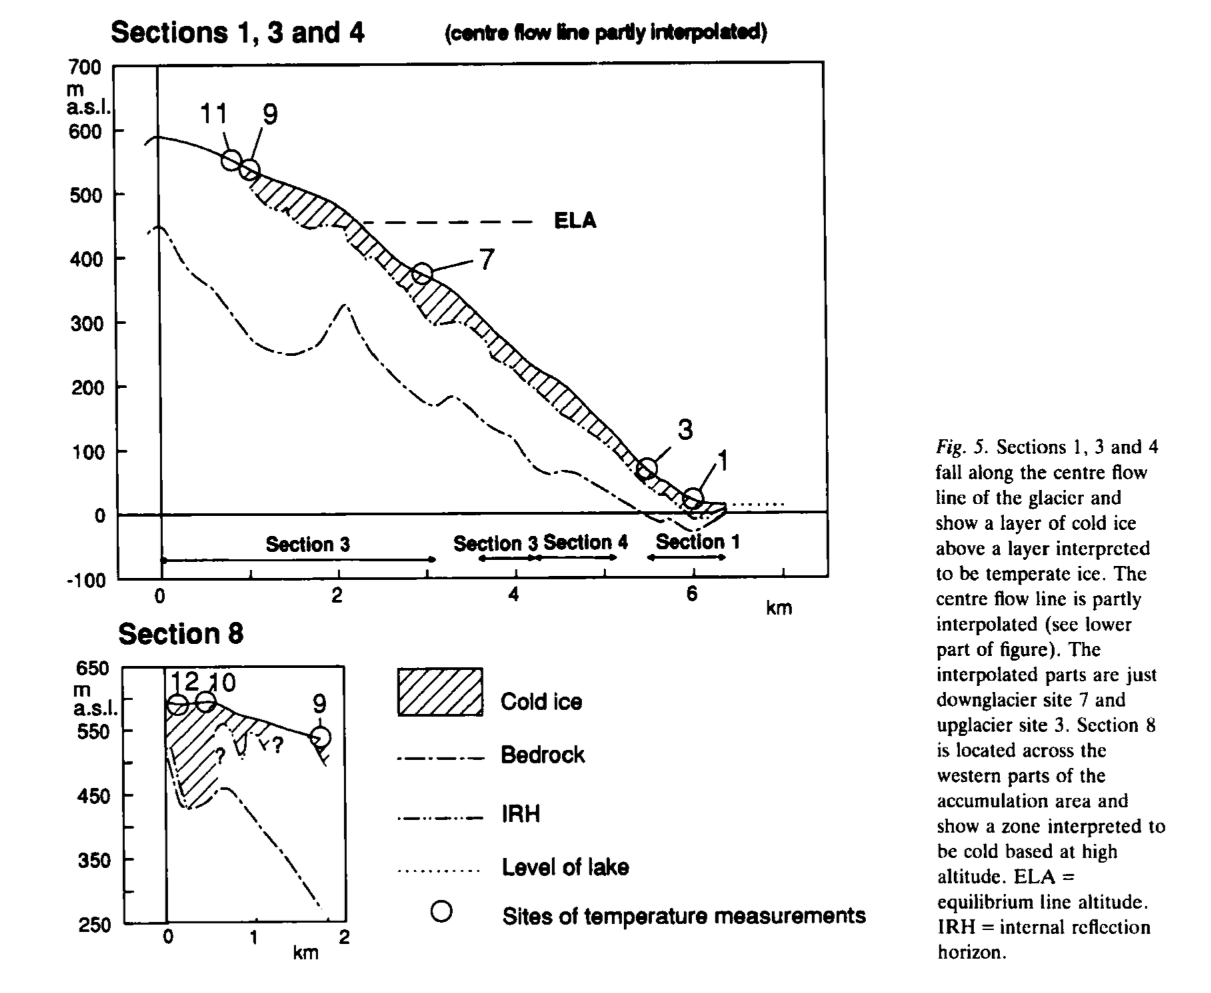 Sections 1, 3 and 4
(centre flow line partly interpolated)
700
m
a.s.l.
600
500
400
300
200
100
0
-100
11
9
ELA
7
3
1
Section 3
Section 3
Section 4
Section 1
0
2
4
6
km
Section 8
650
m
a.s.l.
550
450
350
250
12
10
9
?
?
0
1
2
km
Cold ice
Bedrock
IRH
Level of lake
Sites of temperature measurements
Fig. 5. Sections 1, 3 and 4
fall along the centre flow
line of the glacier and
show a layer of cold ice
above a layer interpreted
to be temperate ice. The
centre flow line is partly
interpolated (see lower
part of figure). The
interpolated parts are just
downglacier site 7 and
upglacier site 3. Section 8
is located across the
western parts of the
accumulation area and
show a zone interpreted to
be cold based at high
altitude. ELA =
equilibrium line altitude.
IRH = internal reflection
horizon.